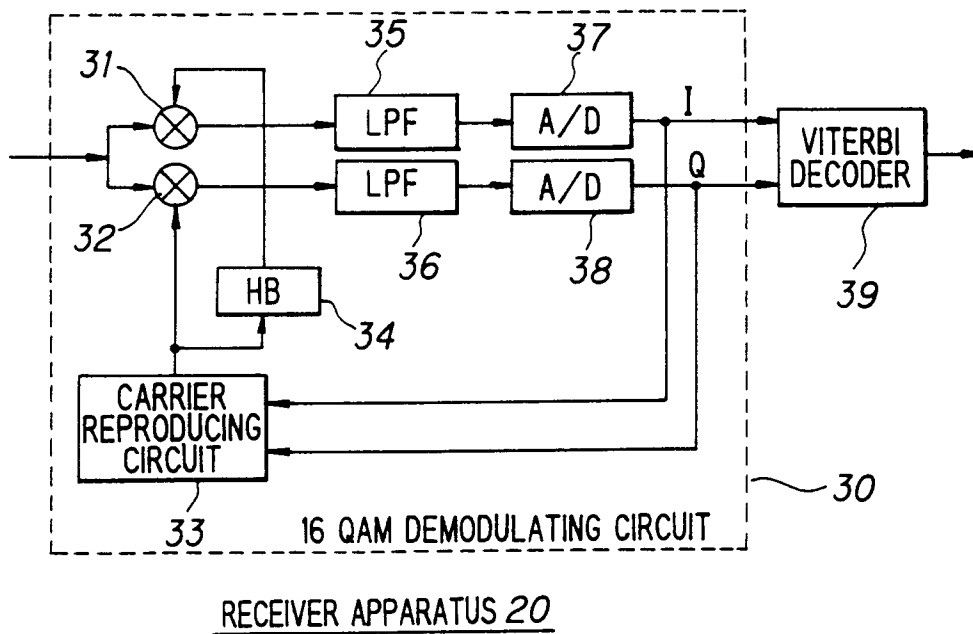 35
37
31
LPF
A/D
I
VITERBI
DECODER
Q
LPF
A/D
32
36
38
39
HB
34
CARRIER
REPRODUCING
CIRCUIT
33
16 QAM DEMODULATING CIRCUIT
30
RECEIVER APPARATUS 20